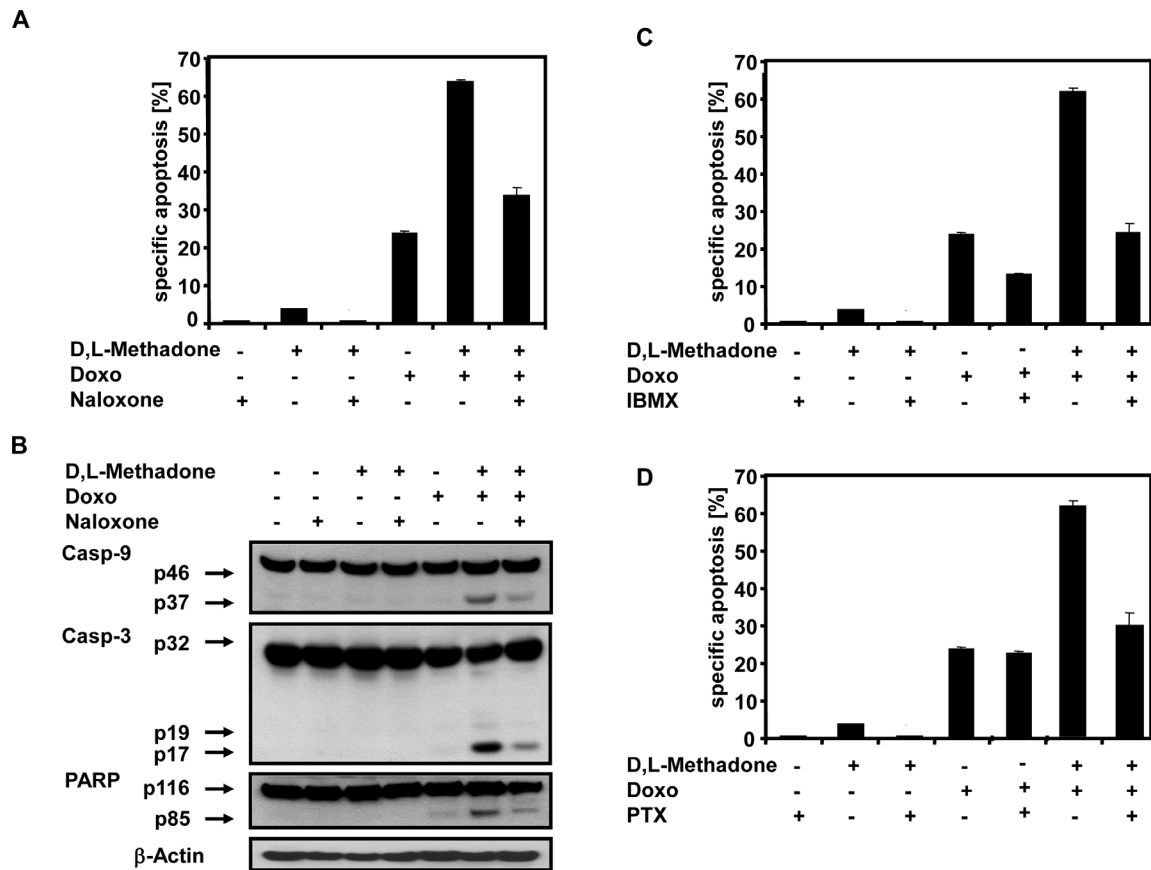 A
specific apoptosis [%]
70
60
50
40
30
20
10
0
D,L-Methadone - + + - + +
Doxo - - - + + +
Naloxone + - + - - +
B
D,L-Methadone - - + + - + +
Doxo - - - - + + +
Naloxone - + - + - - +
Casp-9
p46
p37
Casp-3
p32
p19
p17
PARP
p116
p85
β-Actin
C
specific apoptosis [%]
70
60
50
40
30
20
10
0
D,L-Methadone - + + - - + +
Doxo - - - + + + +
IBMX + - + - + - +
D
specific apoptosis [%]
70
60
50
40
30
20
10
0
D,L-Methadone - + + - - + +
Doxo - - - + + + +
PTX + - + - + - +